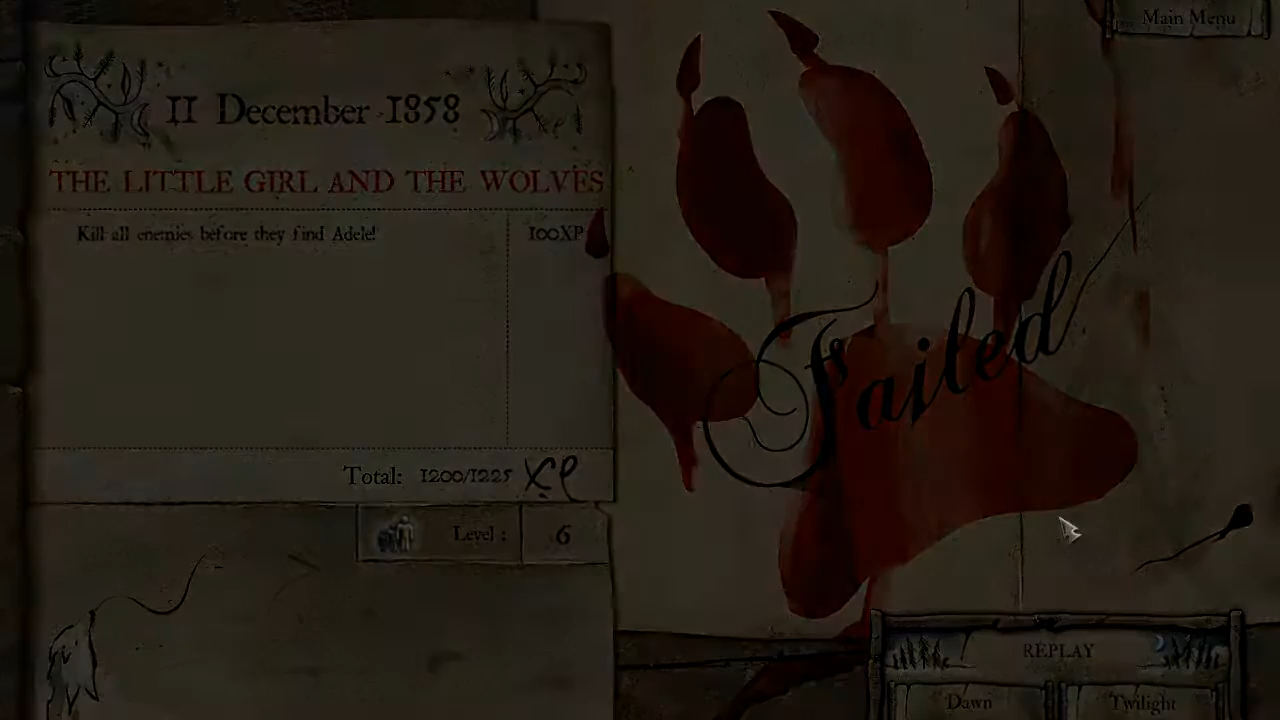 Main Menu
11 December 1858
THE LITTLE GIRL AND THE WOLVES
Kill all enemies before they find Adele! 100XP
Failed
Total: 1200/1225 XP
Level : 6
REPLAY
Dawn Twilight